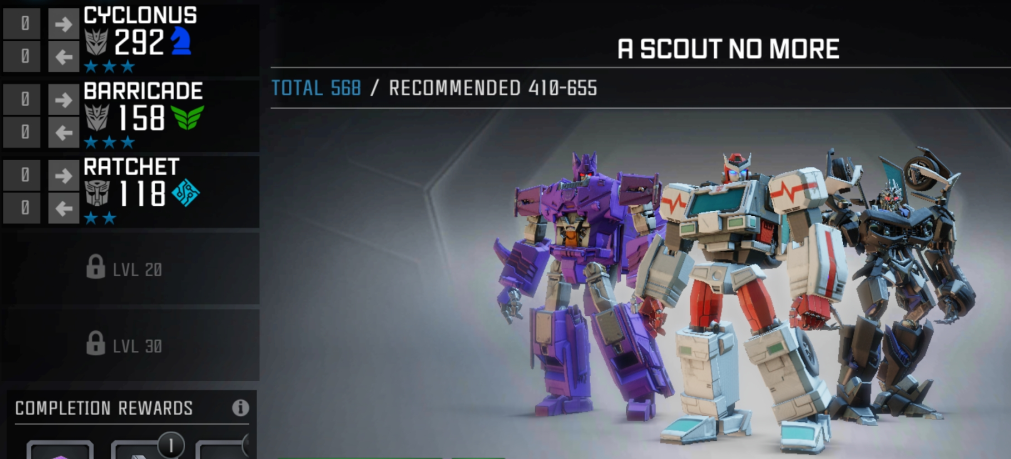 CYCLONUS
0
292
0
BARRICADE
0
158
0
RATCHET
0
118
0
LVL 20
LVL 30
COMPLETION REWARDS i
1
A SCOUT NO MORE
TOTAL 568 / RECOMMENDED 410-655